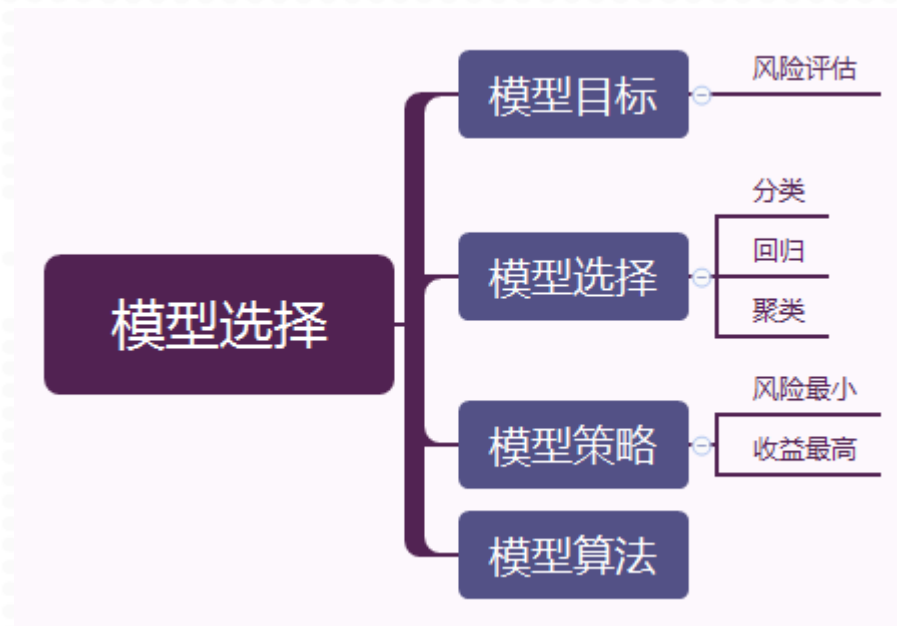 模型选择
模型目标
风险评估
模型选择
分类
回归
聚类
模型策略
风险最小
收益最高
模型算法